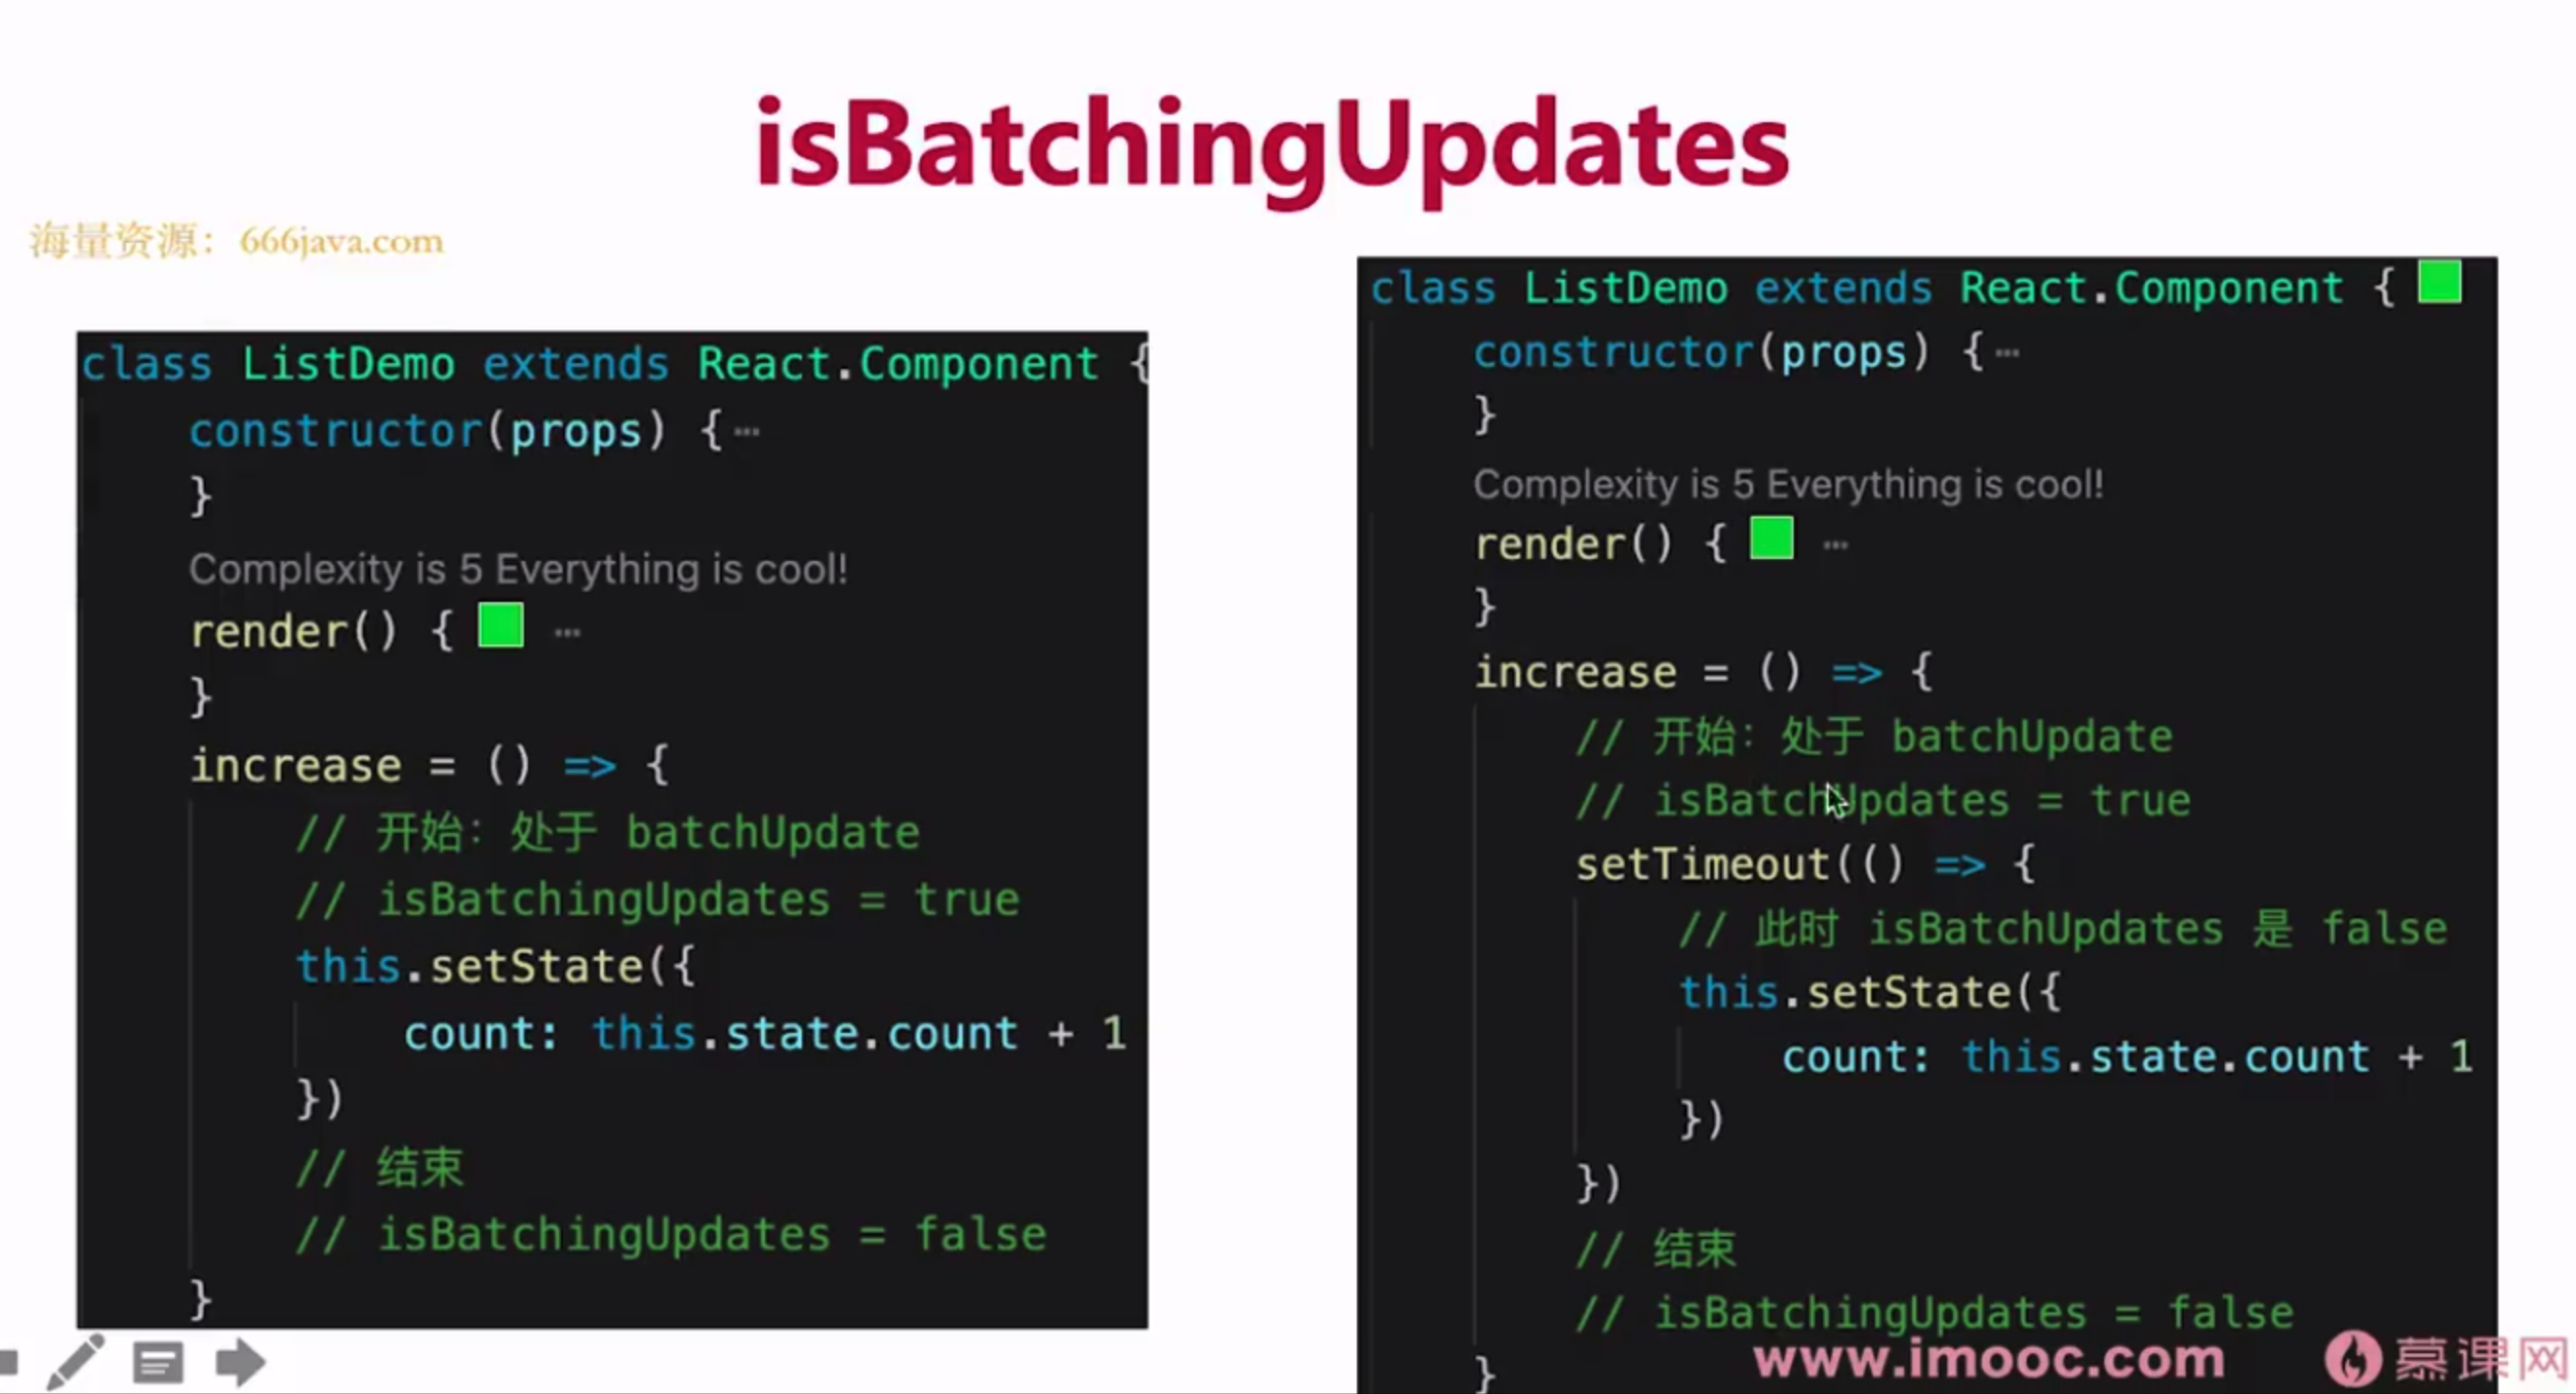 isBatchingUpdates
海量资源：666java.com
class ListDemo extends React.Component {
constructor(props) {…
}
Complexity is 5 Everything is cool!
render() { …
}
increase = () => {
// 开始：处于 batchUpdate
// isBatchingUpdates = true
this.setState({
count: this.state.count + 1
})
// 结束
// isBatchingUpdates = false
}
class ListDemo extends React.Component {
constructor(props) {…
}
Complexity is 5 Everything is cool!
render() { …
}
increase = () => {
// 开始：处于 batchUpdate
// isBatchUpdates = true
setTimeout(() => {
// 此时 isBatchUpdates 是 false
this.setState({
count: this.state.count + 1
})
})
// 结束
// isBatchingUpdates = false
}
www.imooc.com 慕课网